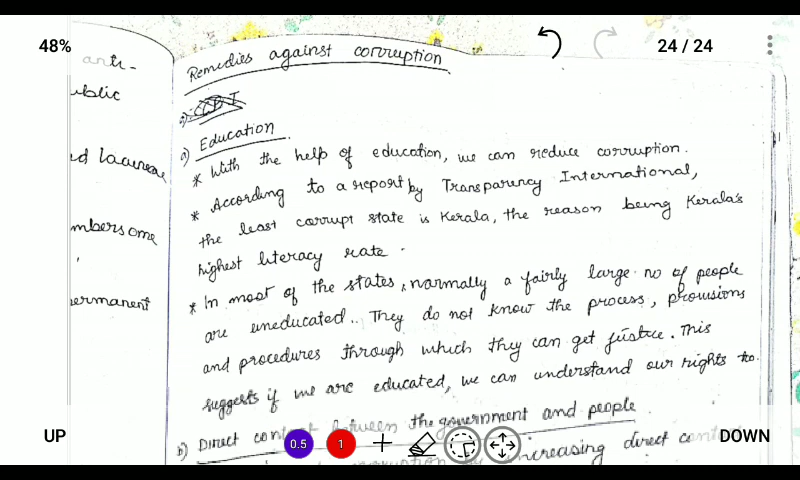 48%
24 / 24
anti-
ublic
ed lacunae
mbersome
ermanent
Remedies against corruption
a) Education
* With the help of education, we can reduce corruption.
* According to a report by Transparency International,
the least corrupt state is Kerala, the reason being Kerala's
highest literacy rate.
* In most of the states, normally a fairly large no of people
are uneducated.. They do not know the process, provisions
and procedures through which they can get justice. This
suggests if we are educated, we can understand our rights to.
b) Direct contact between the government and people
increasing direct
UP
0.5
1
DOWN